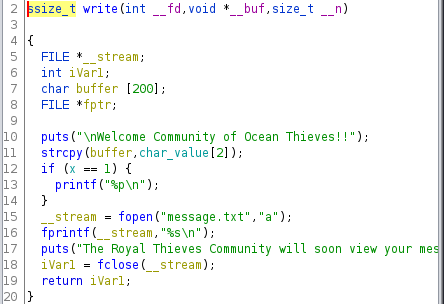 2 ssize_t write(int __fd,void *__buf,size_t __n)
3
4 {
5 FILE *__stream;
6 int iVar1;
7 char buffer [200];
8 FILE *fptr;
9
10 puts("\nWelcome Community of Ocean Thieves!!");
11 strcpy(buffer,char_value[2]);
12 if (x == 1) {
13 printf("%p\n");
14 }
15 __stream = fopen("message.txt","a");
16 fprintf(__stream,"%s\n");
17 puts("The Royal Thieves Community will soon view your mes
18 iVar1 = fclose(__stream);
19 return iVar1;
20 }